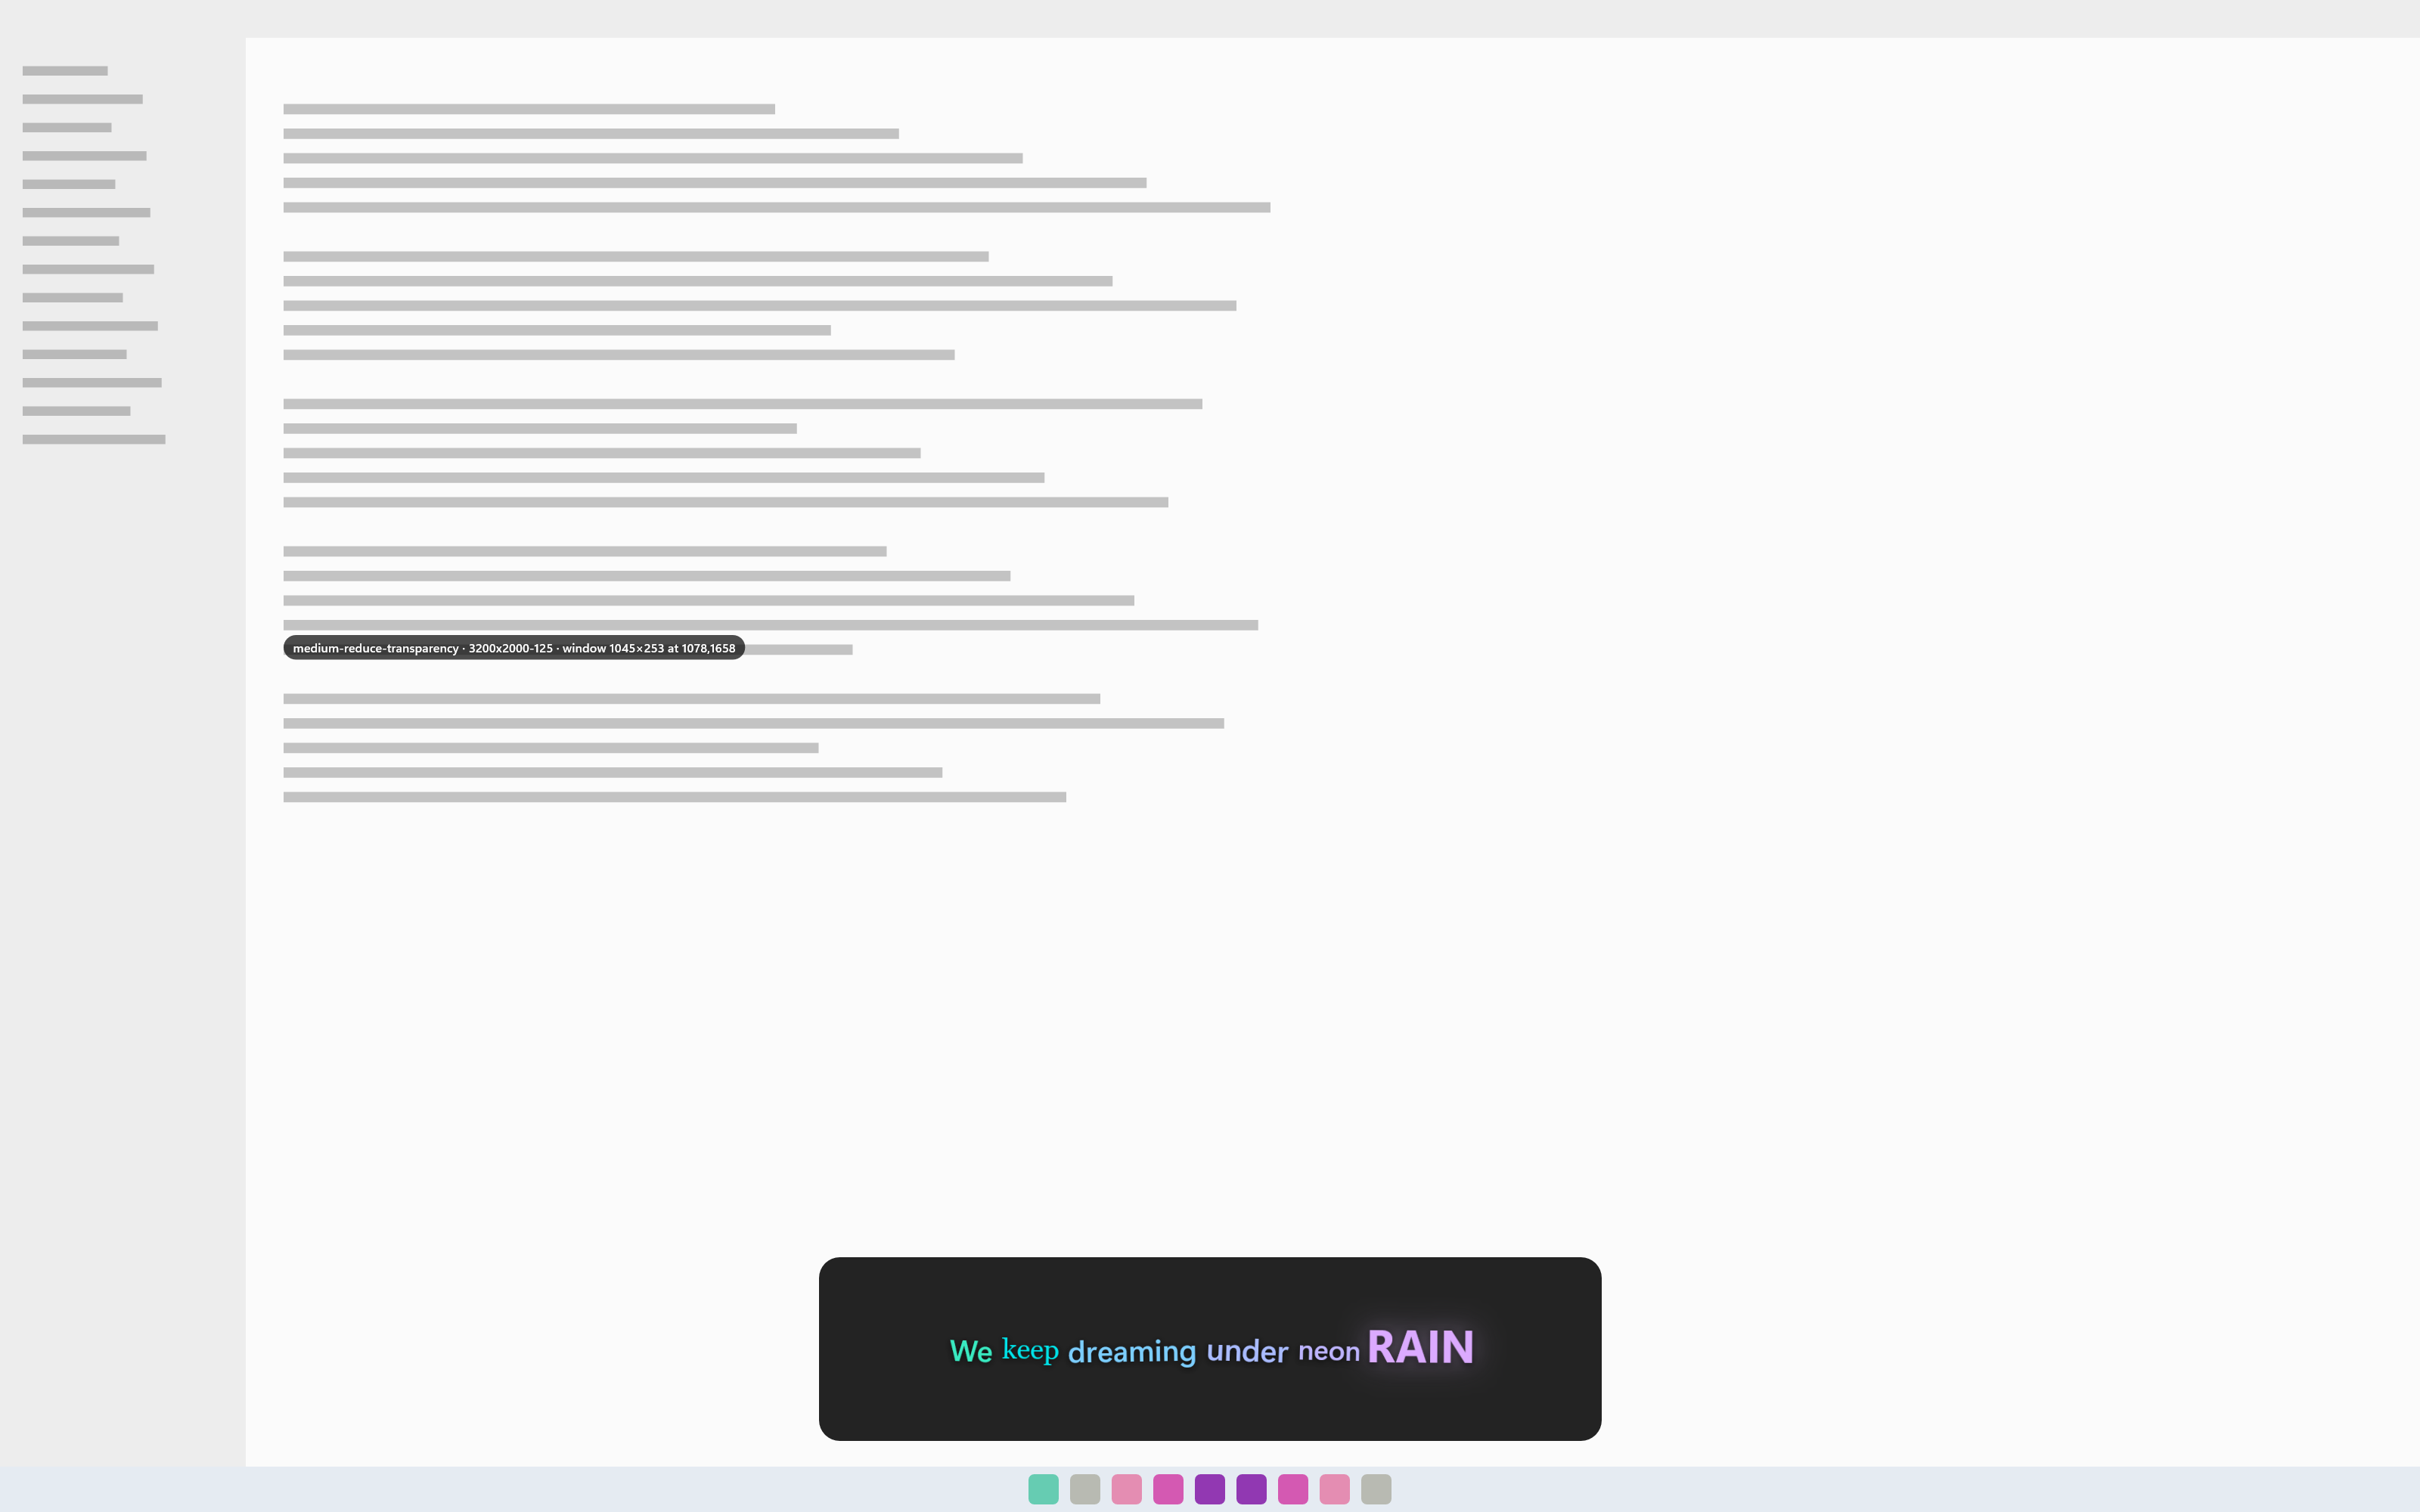 medium-reduce-transparency · 3200x2000-125 · window 1045×253 at 1078,1658
We keep dreaming under neon RAIN